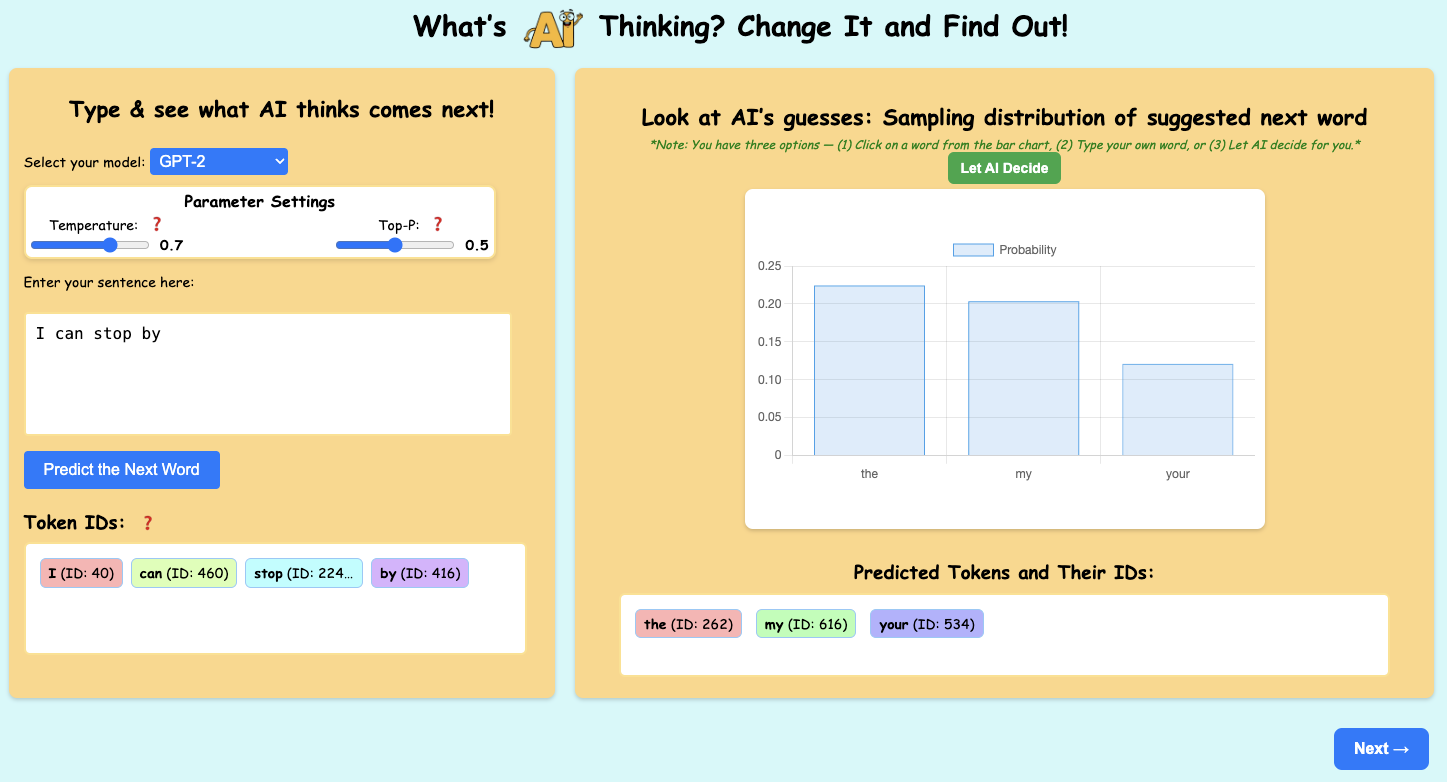 What's Ai Thinking? Change It and Find Out!
Type & see what AI thinks comes next!
Select your model: GPT-2
Parameter Settings
Temperature: ❓ Top-P: ❓
0.7 0.5
Enter your sentence here:
I can stop by
Predict the Next Word
Token IDs: ❓
I (ID: 40) can (ID: 460) stop (ID: 224... by (ID: 416)
Look at AI's guesses: Sampling distribution of suggested next word
*Note: You have three options — (1) Click on a word from the bar chart, (2) Type your own word, or (3) Let AI decide for you.*
Let AI Decide
Probability
0.25
0.20
0.15
0.10
0.05
0
the my your
Predicted Tokens and Their IDs:
the (ID: 262) my (ID: 616) your (ID: 534)
Next →